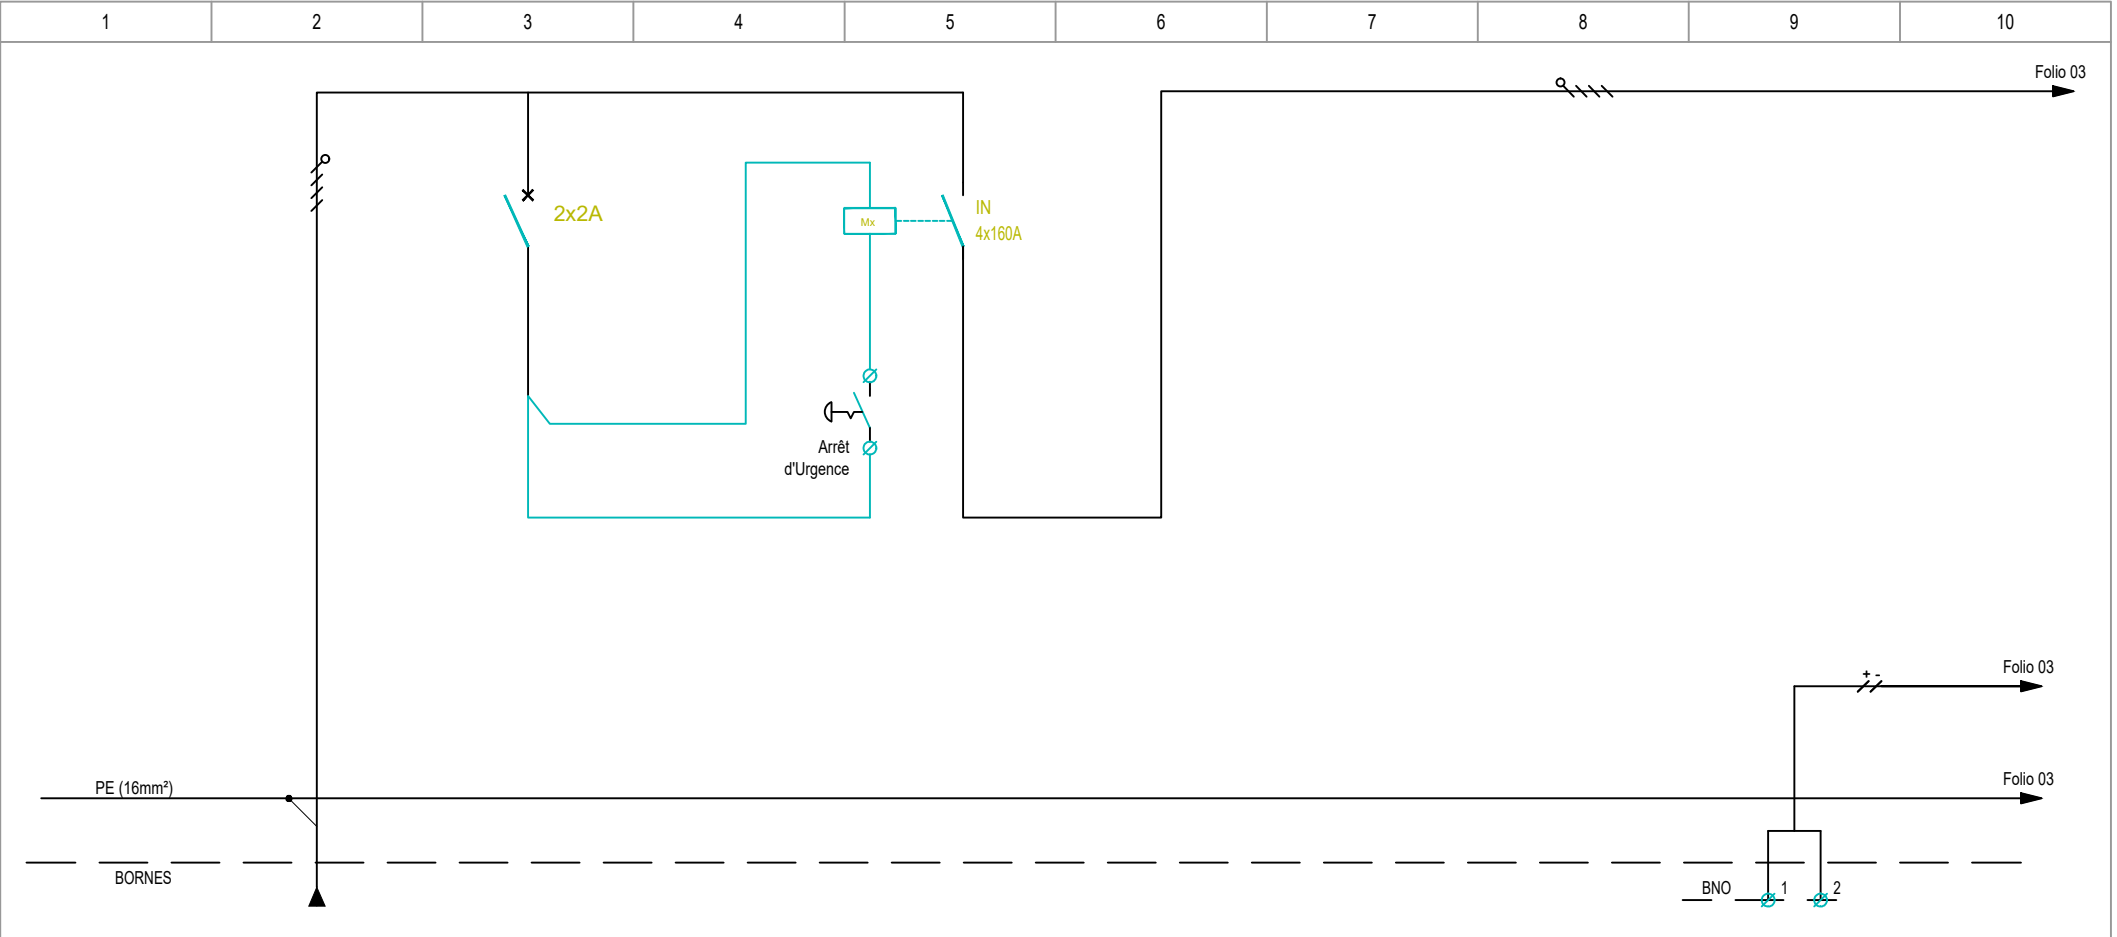 1 2 3 4 5 6 7 8 9 10
Folio 03
2x2A
Mx
IN
4x160A
Arrêt
d'Urgence
+ -
Folio 03
PE (16mm²)
Folio 03
BORNES
BNO 1 2